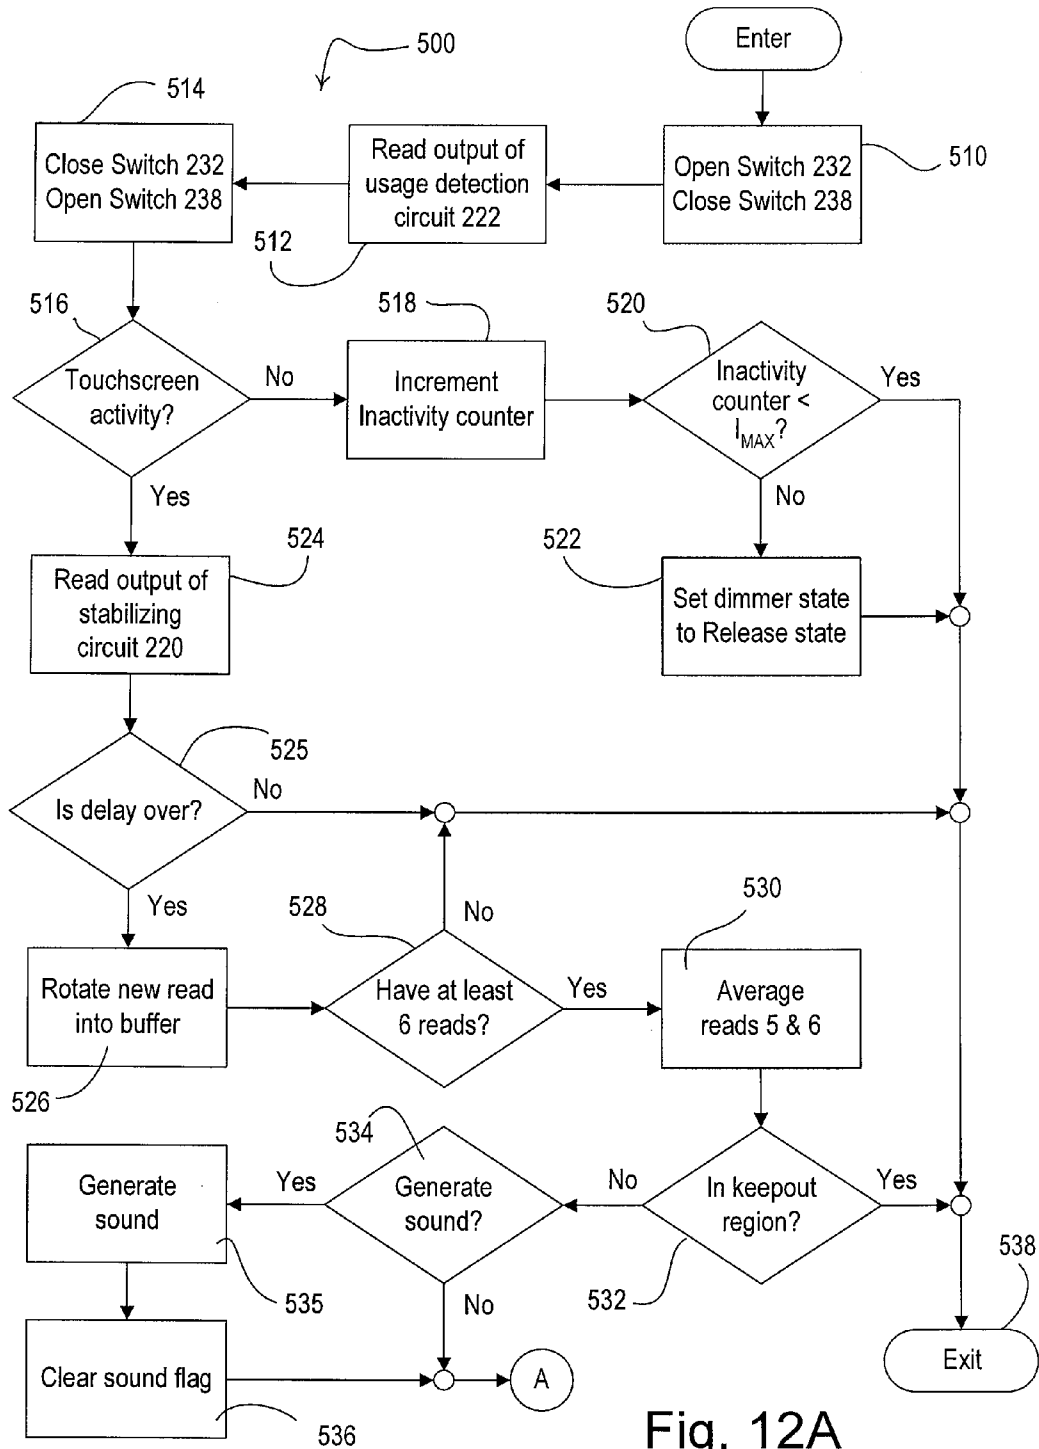 500
Enter
514
Close Switch 232
Open Switch 238
Read output of
usage detection
circuit 222
512
Open Switch 232
Close Switch 238
510
516
Touchscreen
activity?
No
Yes
518
Increment
Inactivity counter
520
Inactivity
counter <
IMAX?
Yes
No
522
Set dimmer state
to Release state
524
Read output of
stabilizing
circuit 220
525
Is delay over?
No
Yes
Rotate new read
into buffer
526
528
Have at least
6 reads?
No
Yes
530
Average
reads 5 & 6
In keepout
region?
Yes
No
532
534
Generate
sound?
Yes
No
Generate
sound
535
Clear sound flag
536
A
538
Exit
Fig. 12A